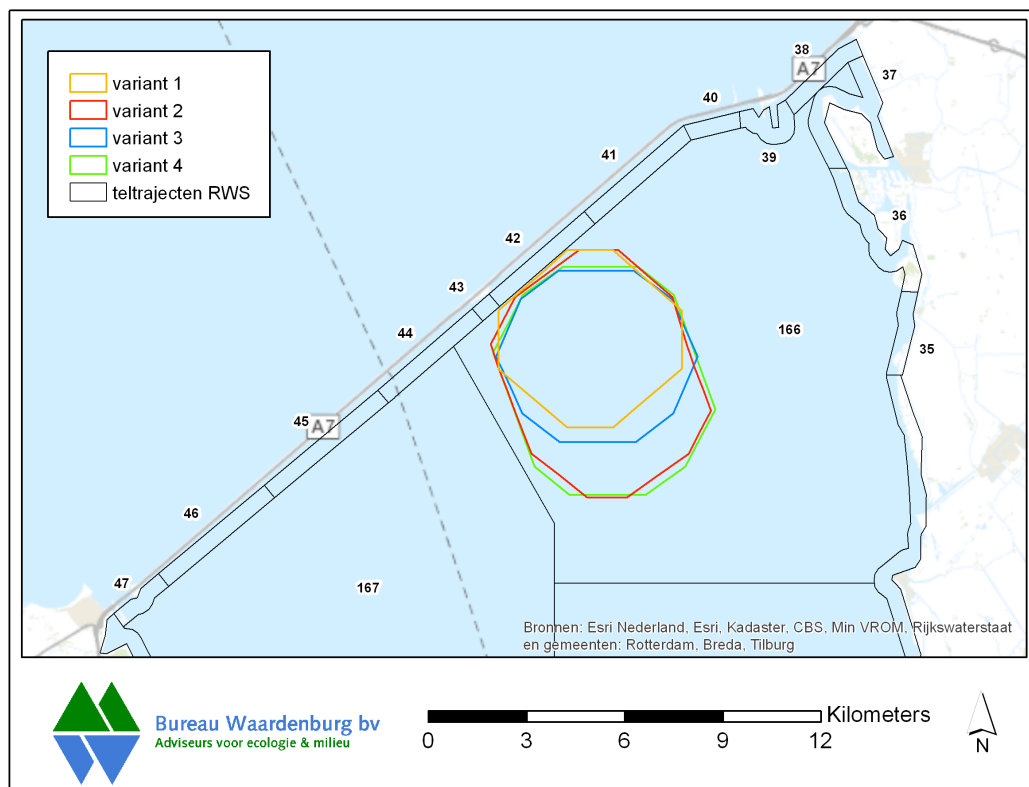 variant 1
variant 2
variant 3
variant 4
teltrajecten RWS
38
A7
37
40
41
39
36
42
43
44
166
35
45
A7
46
47
167
Bronnen: Esri Nederland, Esri, Kadaster, CBS, Min VROM, Rijkswaterstaat
en gemeenten: Rotterdam, Breda, Tilburg
Bureau Waardenburg bv
Adviseurs voor ecologie & milieu
Kilometers
0 3 6 9 12
N